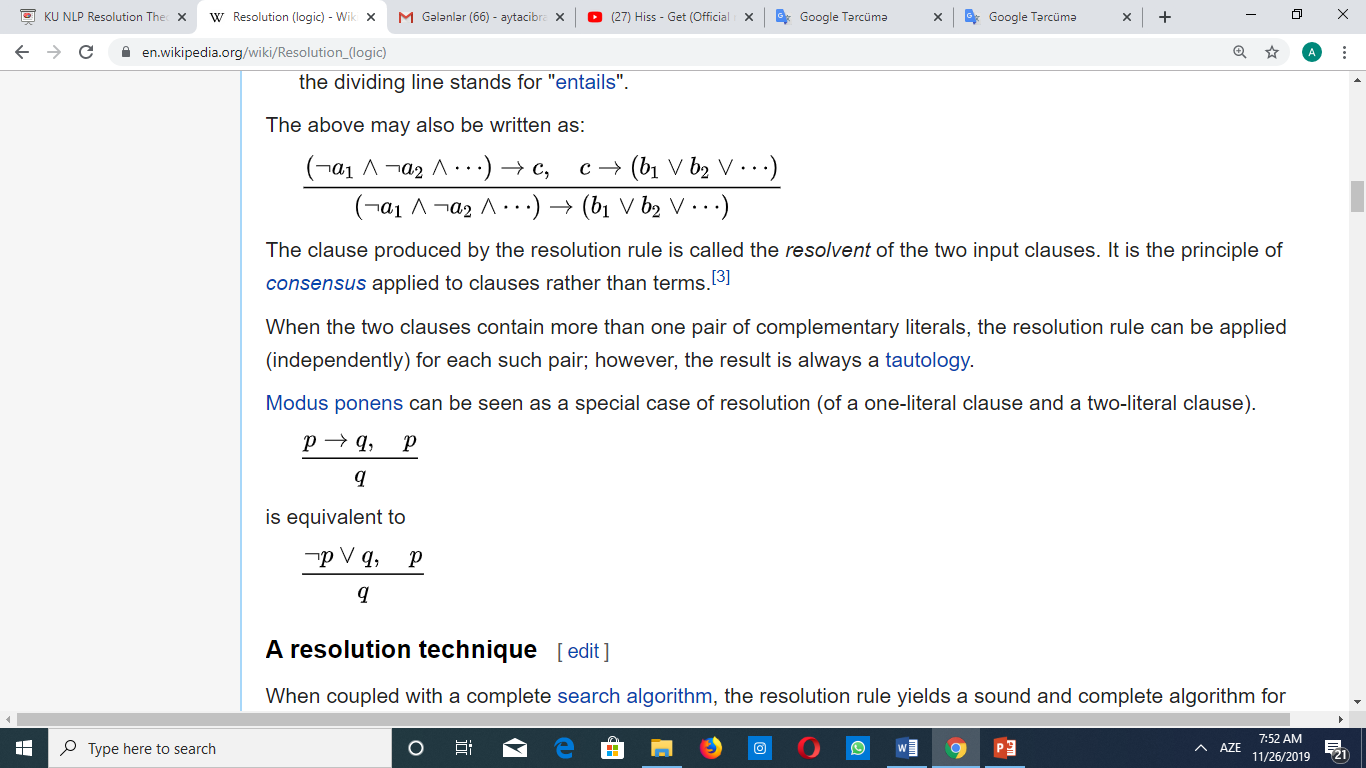 KU NLP Resolution The
Resolution (logic) - Wik
Gələnlər (66) - aytacibra
(27) Hiss - Get (Official
Google Tərcümə
Google Tərcümə
en.wikipedia.org/wiki/Resolution_(logic)
A
the dividing line stands for "entails".
The above may also be written as:
(¬a₁ ∧ ¬a₂ ∧ ⋯) → c, c → (b₁ ∨ b₂ ∨ ⋯)
(¬a₁ ∧ ¬a₂ ∧ ⋯) → (b₁ ∨ b₂ ∨ ⋯)
The clause produced by the resolution rule is called the resolvent of the two input clauses. It is the principle of
consensus applied to clauses rather than terms.[3]
When the two clauses contain more than one pair of complementary literals, the resolution rule can be applied
(independently) for each such pair; however, the result is always a tautology.
Modus ponens can be seen as a special case of resolution (of a one-literal clause and a two-literal clause).
p → q, p
q
is equivalent to
¬p ∨ q, p
q
A resolution technique [ edit ]
When coupled with a complete search algorithm, the resolution rule yields a sound and complete algorithm for
Type here to search
AZE
7:52 AM
11/26/2019
21